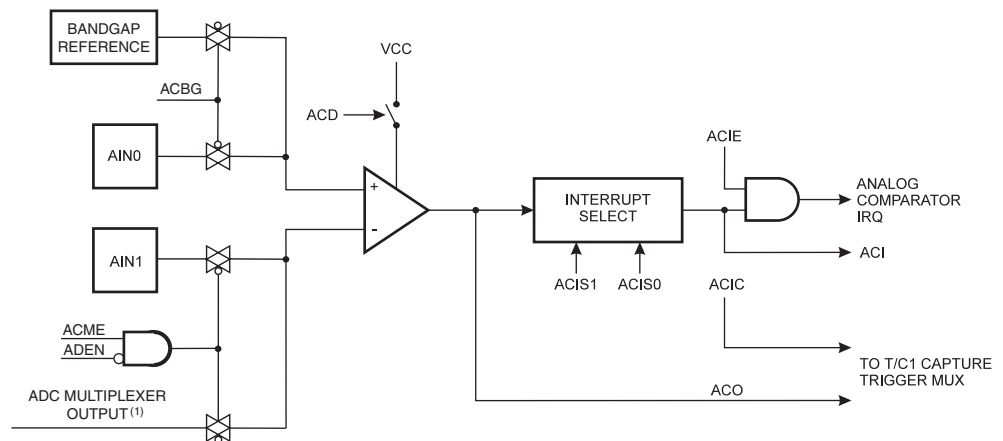 BANDGAP
REFERENCE
VCC
ACBG
ACD
AIN0
ACIE
+
INTERRUPT
SELECT
ANALOG
COMPARATOR
IRQ
-
AIN1
ACI
ACIS1 ACIS0 ACIC
ACME
ADEN
TO T/C1 CAPTURE
TRIGGER MUX
ADC MULTIPLEXER
OUTPUT (1)
ACO